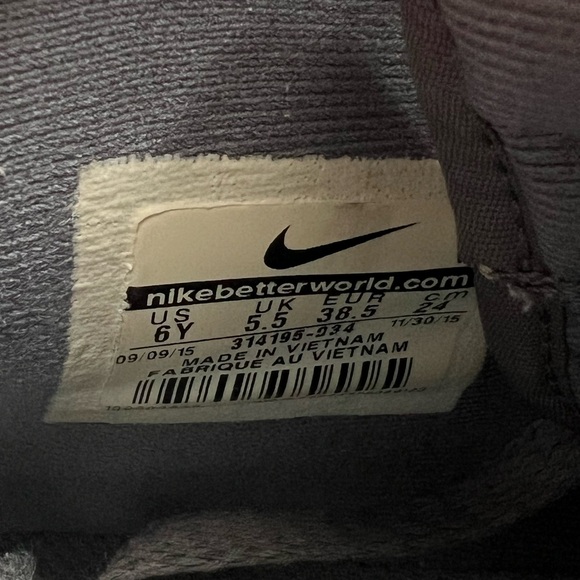 nikebetterworld.com
US UK EUR cm
6Y 5.5 38.5 24
09/09/15 314195-034 11/30/15
MADE IN VIETNAM
FABRIQUE AU VIETNAM